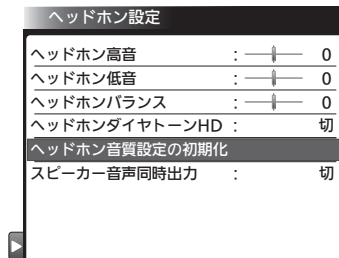 ヘッドホン設定
ヘッドホン高音 : 0
ヘッドホン低音 : 0
ヘッドホンバランス : 0
ヘッドホンダイヤトーンHD : 切
ヘッドホン音質設定の初期化
スピーカー音声同時出力 : 切